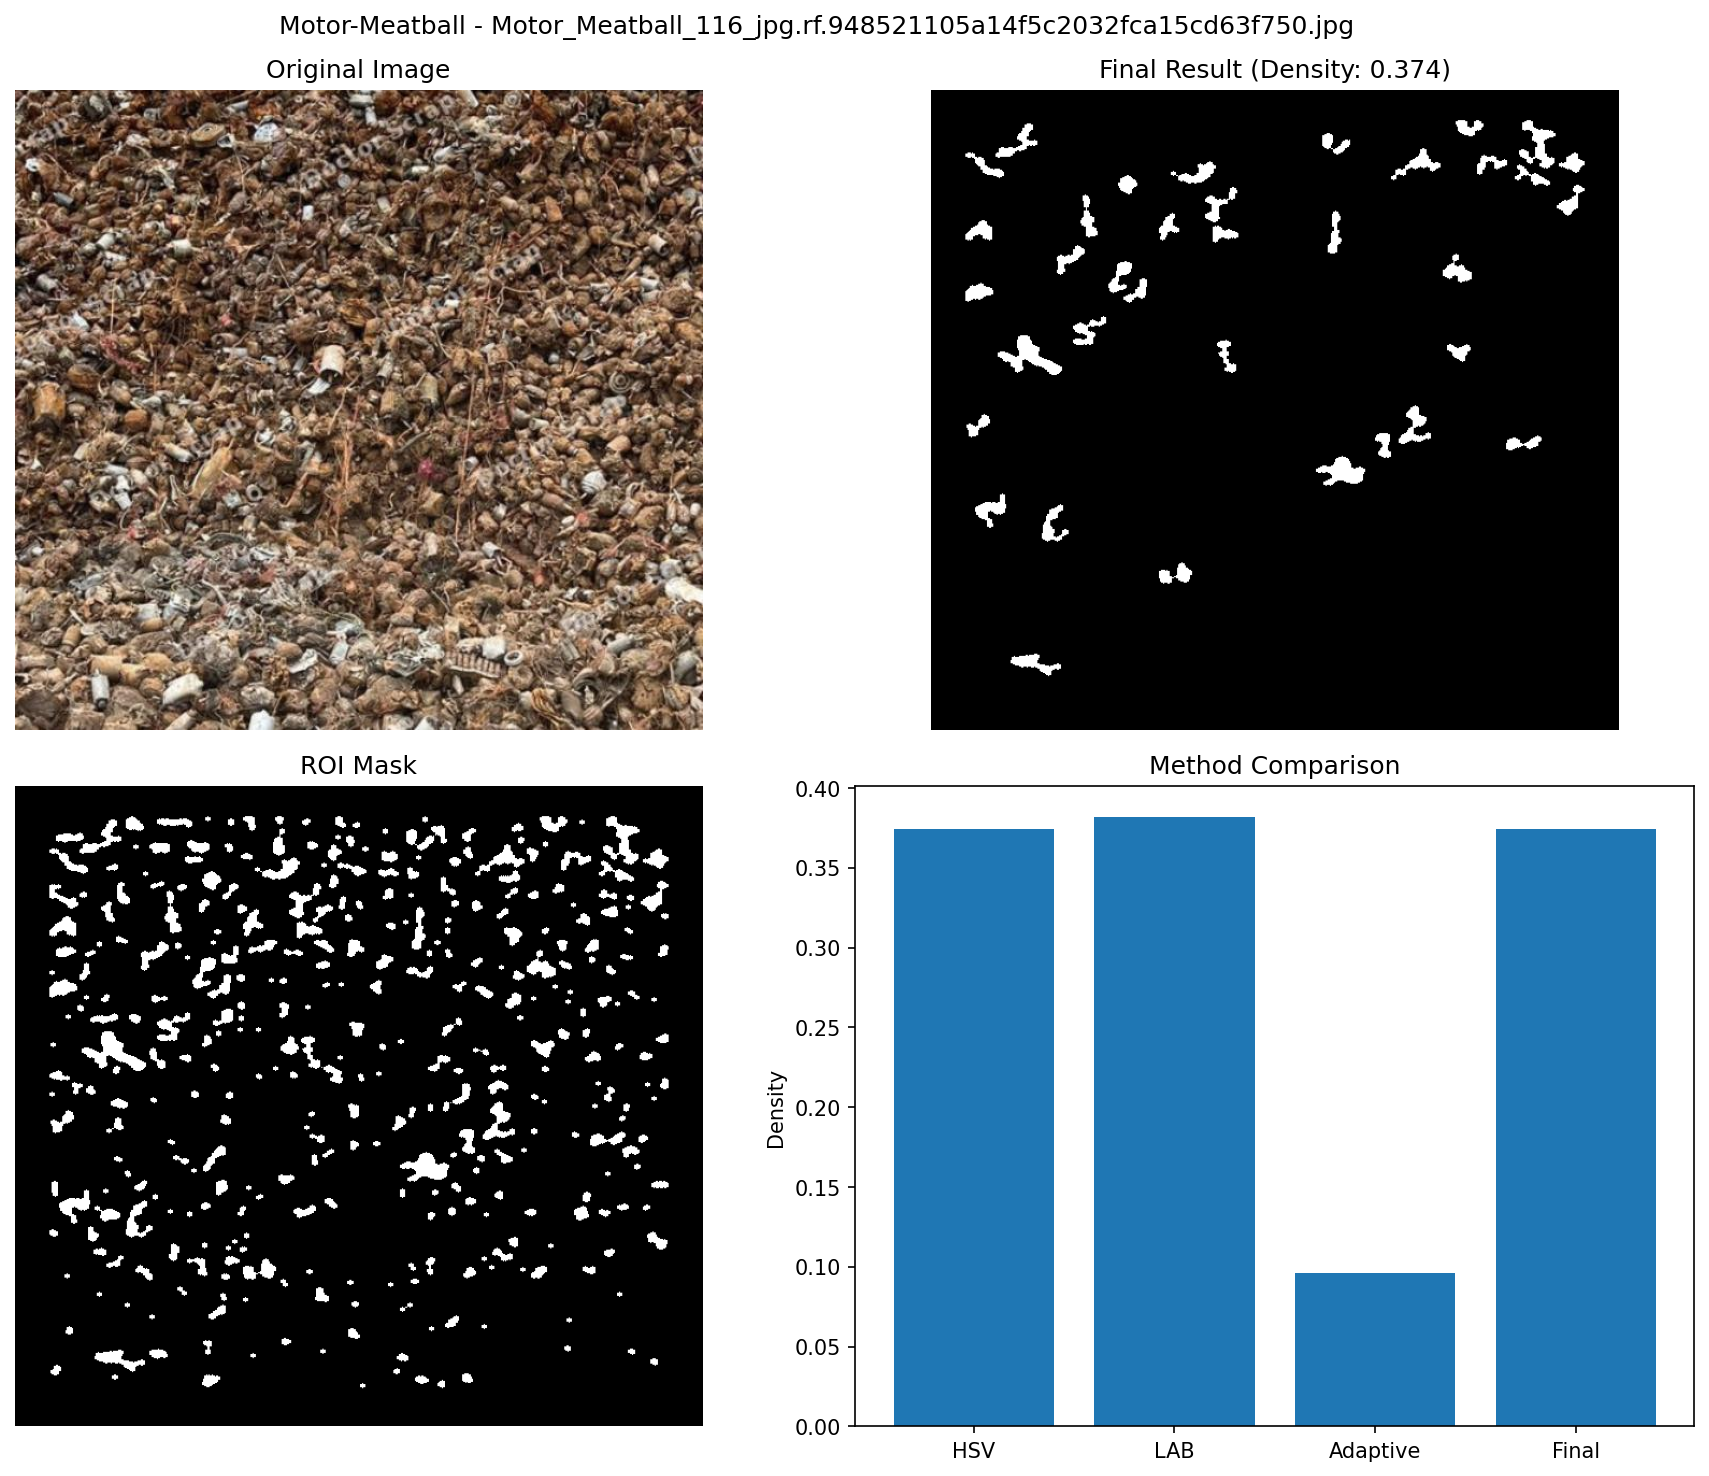 Motor-Meatball - Motor_Meatball_116_jpg.rf.948521105a14f5c2032fca15cd63f750.jpg
Original Image
Final Result (Density: 0.374)
ROI Mask
Method Comparison
Density
0.40
0.35
0.30
0.25
0.20
0.15
0.10
0.05
0.00
HSV
LAB
Adaptive
Final